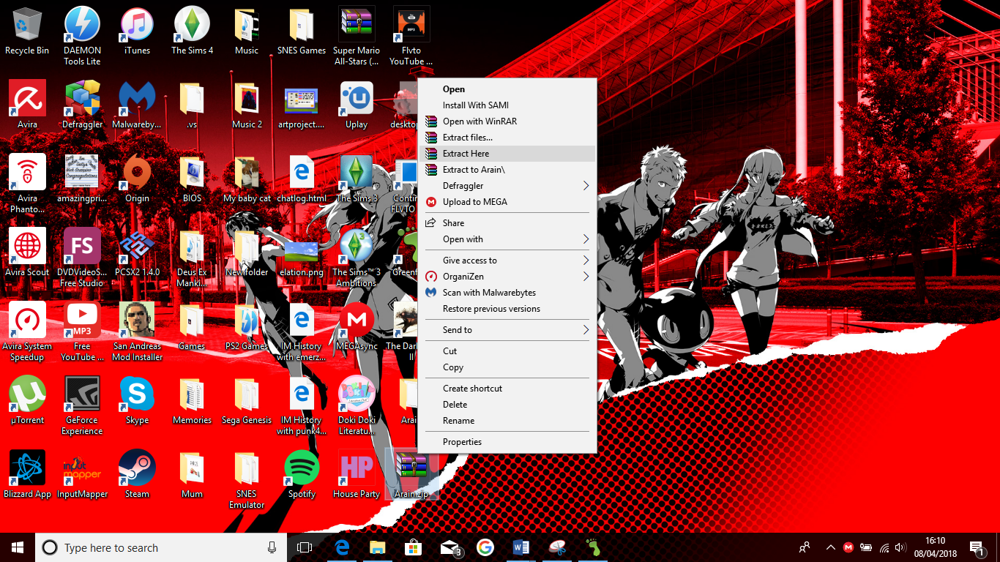 Recycle Bin
DAEMON
Tools Lite
iTunes
The Sims 4
Music
SNES Games
Super Mario
All-Stars (...
MP3
Flvto
YouTube ...
Avira
Defraggler
Malwareby...
.vs
Music 2
artproject....
Uplay
desktop
Avira
Phanto...
amazingpri...
Origin
BIOS
My baby cat
chatlog.html
The Sims 3
Contin
FLVTO
Avira Scout
FS
DVDVideoS...
Free Studio
PCSX2 1.4.0
Deus Ex
Manki...
New folder
elation.png
The Sims™ 3
Ambitions
Greenf
Avira System
Speedup
MP3
Free
YouTube ...
San Andreas
Mod Installer
Games
PS2 Games
IM History
with emerz...
MEGAsync
The Dark
II
µTorrent
GeForce
Experience
Skype
Memories
Sega Genesis
IM History
with punk4...
Doki Doki
Literatu...
Arai
Blizzard App
input
mapper
InputMapper
Steam
Mum
SNES
Emulator
Spotify
HP
House Party
Arain.zip
Open
Install With SAMI
Open with WinRAR
Extract files...
Extract Here
Extract to Arain\
Defraggler
Upload to MEGA
Share
Open with
Give access to
OrganiZen
Scan with Malwarebytes
Restore previous versions
Send to
Cut
Copy
Create shortcut
Delete
Rename
Properties
Type here to search
3
16:10
08/04/2018
1